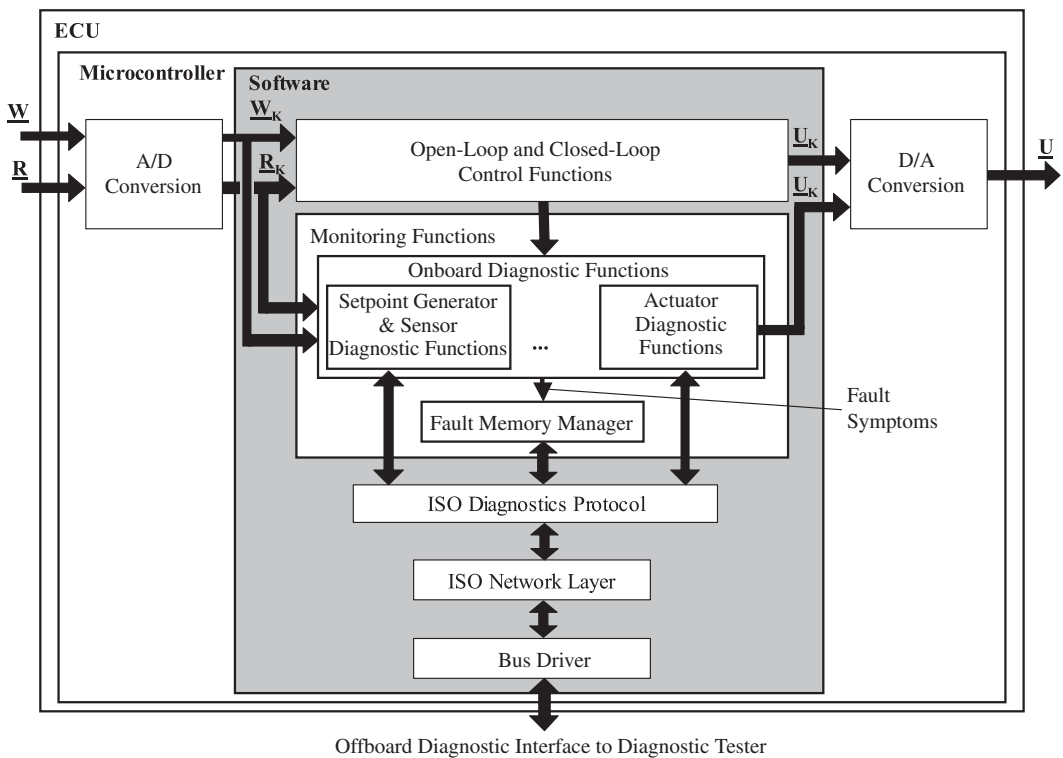 ECU
Microcontroller
Software
W
R
A/D
Conversion
W_K
R_K
Open-Loop and Closed-Loop
Control Functions
U_K
U_K
D/A
Conversion
U
Monitoring Functions
Onboard Diagnostic Functions
Setpoint Generator
& Sensor
Diagnostic Functions
...
Actuator
Diagnostic
Functions
Fault
Symptoms
Fault Memory Manager
ISO Diagnostics Protocol
ISO Network Layer
Bus Driver
Offboard Diagnostic Interface to Diagnostic Tester